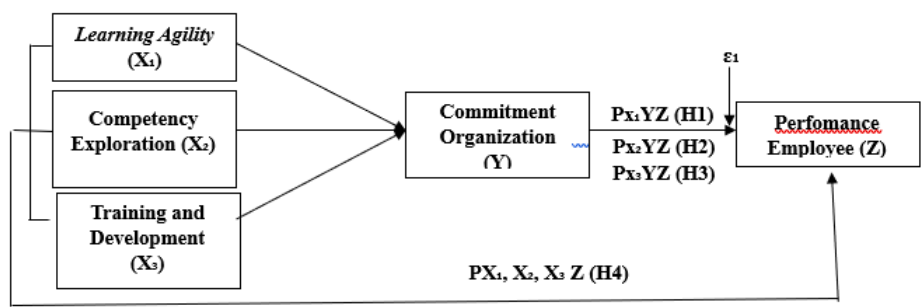 Learning Agility
(X₁)
Competency
Exploration (X₂)
Training and
Development
(X₃)
Commitment
Organization
(Y)
Px₁YZ (H1)
Px₂YZ (H2)
Px₃YZ (H3)
ε1
Perfomance
Employee (Z)
PX₁, X₂, X₃ Z (H4)